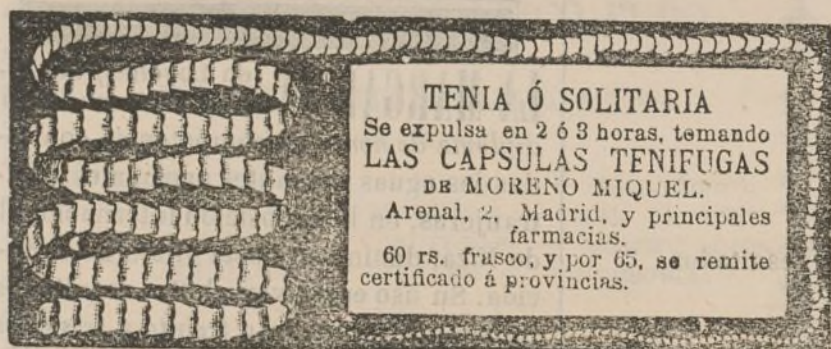 TENIA Ó SOLITARIA
Se expulsa en 2 ó 3 horas, temando
LAS CAPSULAS TENIFUGAS
DE MORENO MIQUEL.
Arenal, 2, Madrid, y principales
farmacias.
60 rs. frasco, y por 65, se remite
certificado á provincias.